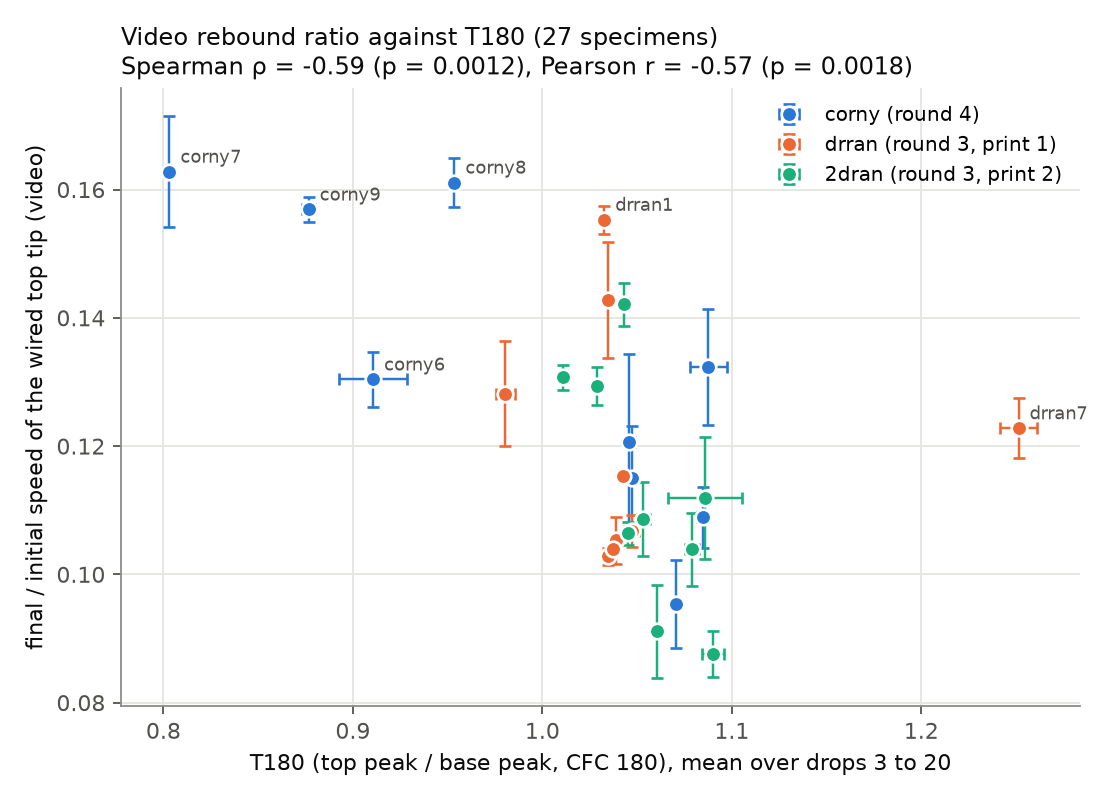 Video rebound ratio against T180 (27 specimens)
Spearman ρ = -0.59 (p = 0.0012), Pearson r = -0.57 (p = 0.0018)
corny (round 4)
drran (round 3, print 1)
2dran (round 3, print 2)
corny7
corny8
corny9
drran1
corny6
drran7
final / initial speed of the wired top tip (video)
0.16
0.14
0.12
0.10
0.08
0.8 0.9 1.0 1.1 1.2
T180 (top peak / base peak, CFC 180), mean over drops 3 to 20